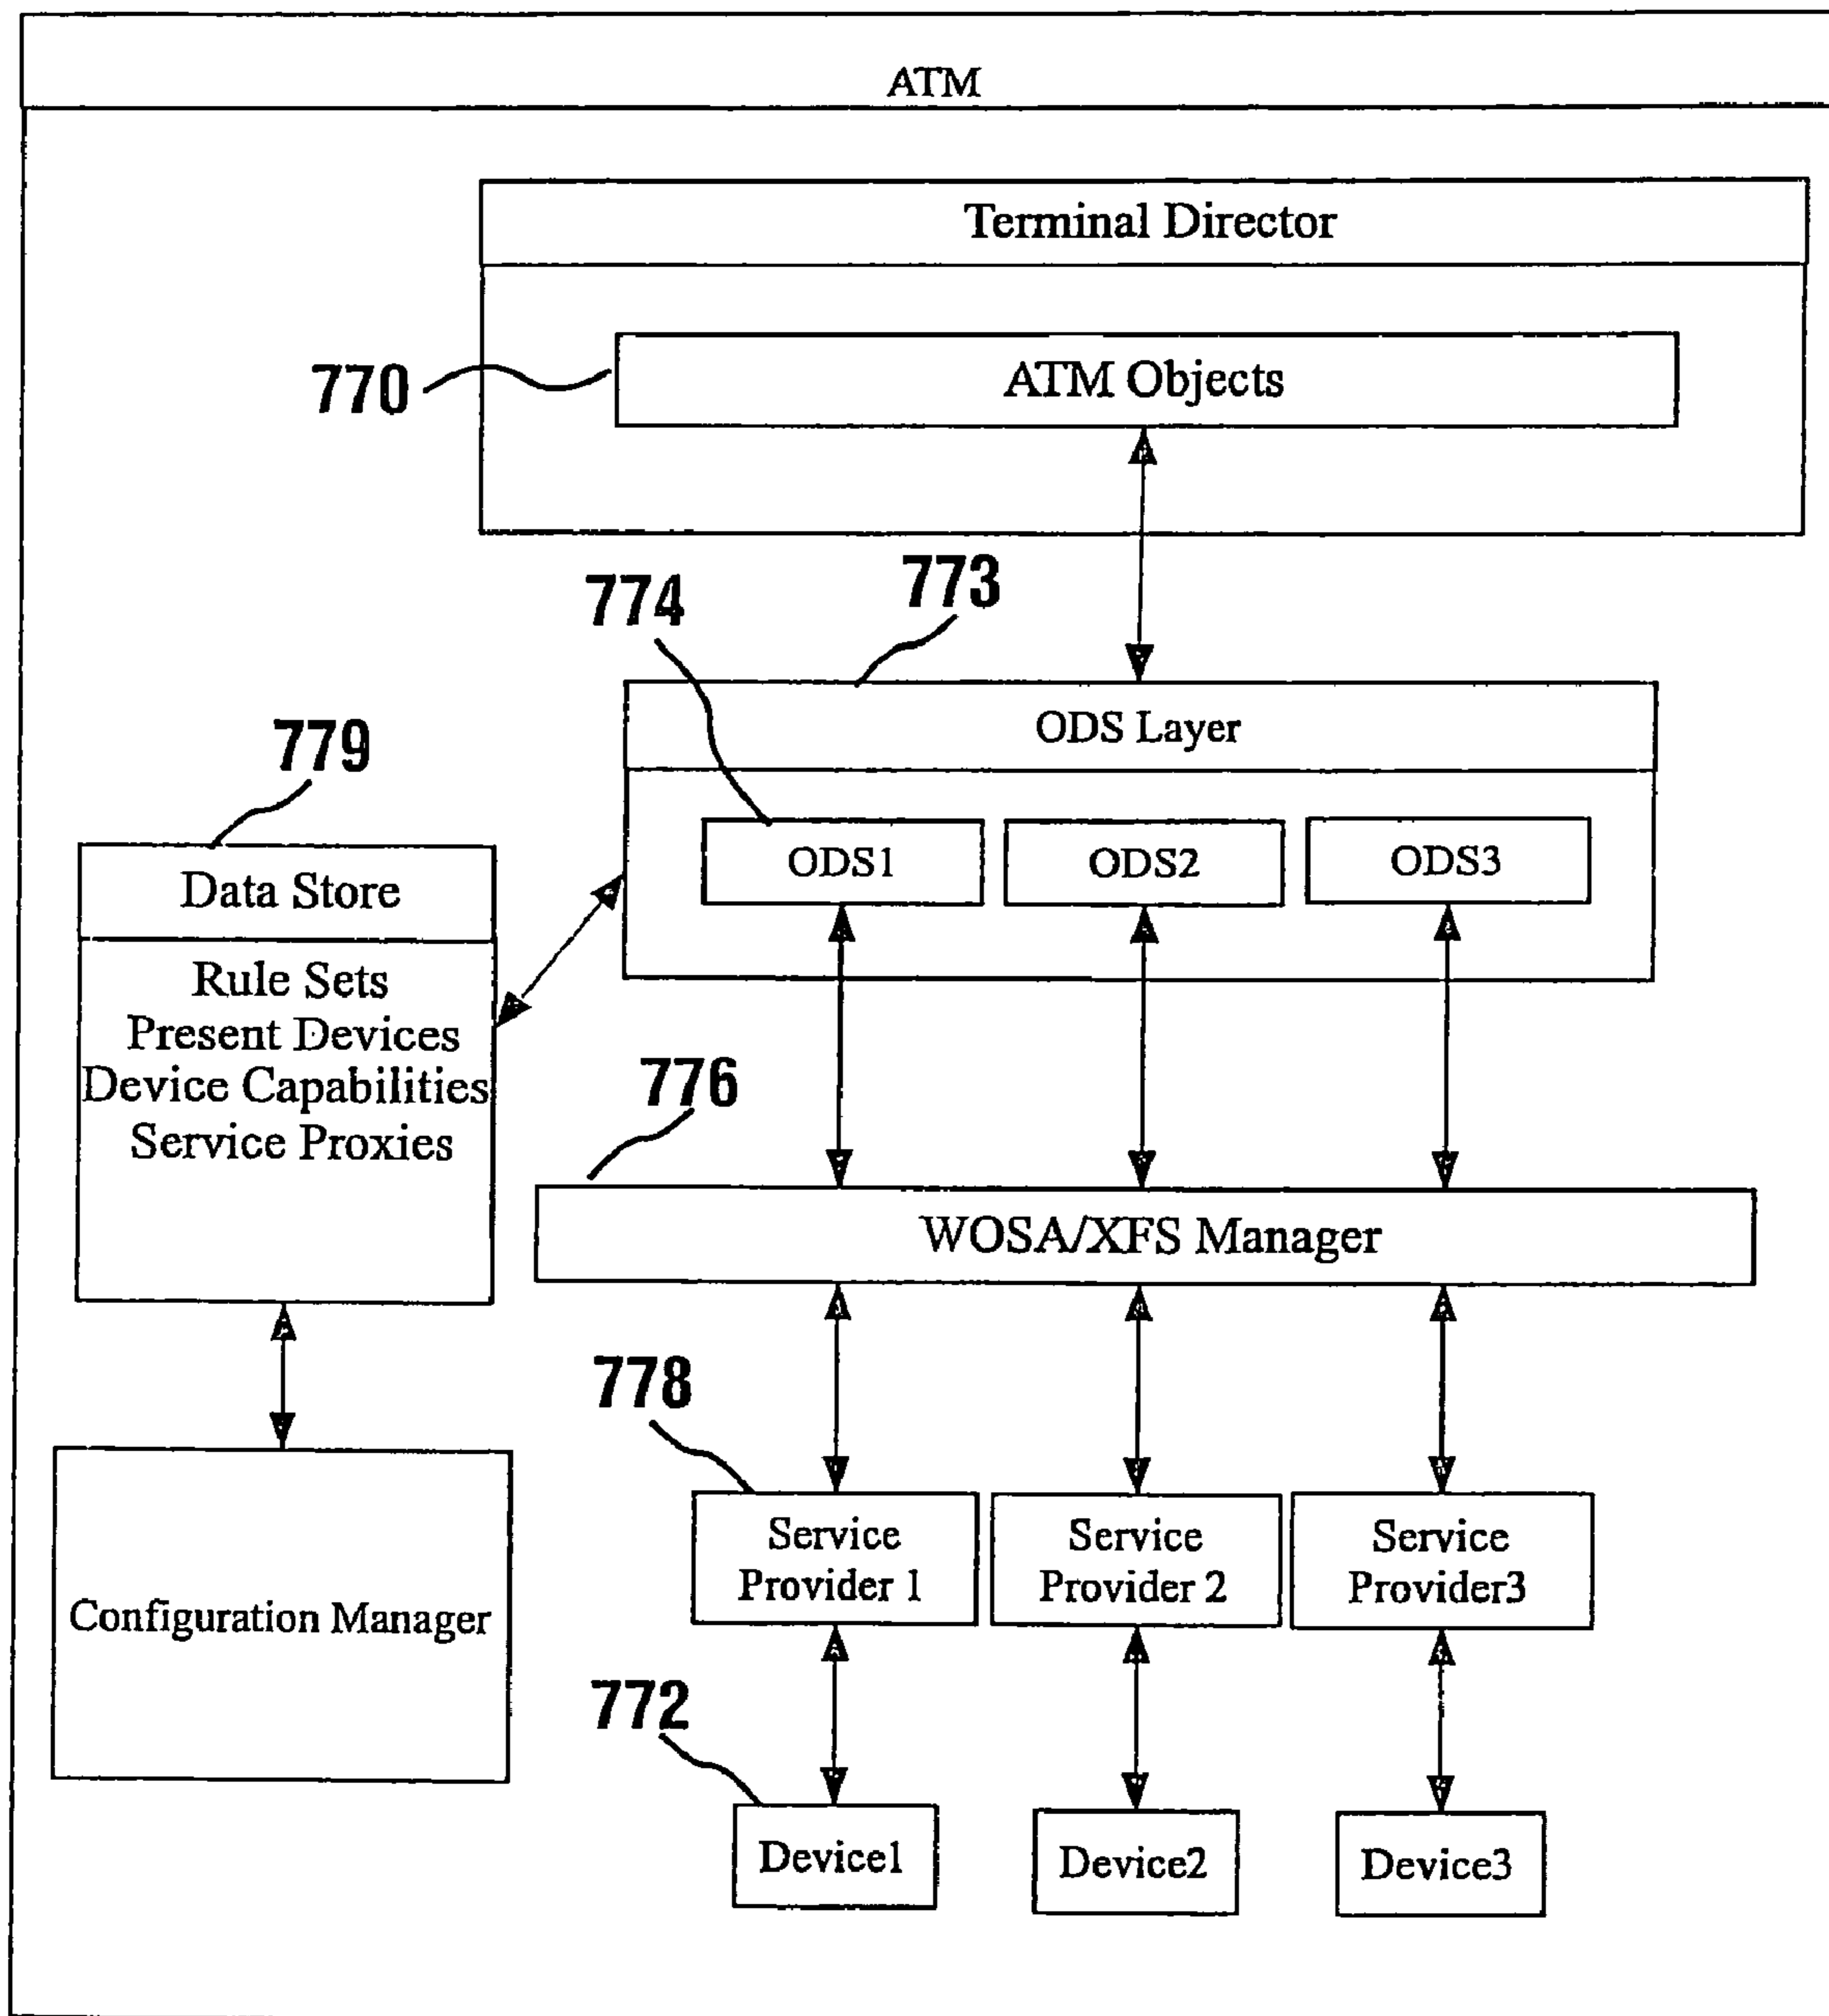 ATM
Terminal Director
770
ATM Objects
773
774
ODS Layer
779
ODS1
ODS2
ODS3
Data Store
Rule Sets
Present Devices
Device Capabilities
Service Proxies
776
WOSA/XFS Manager
778
Service
Provider 1
Service
Provider 2
Service
Provider3
Configuration Manager
772
Device1
Device2
Device3